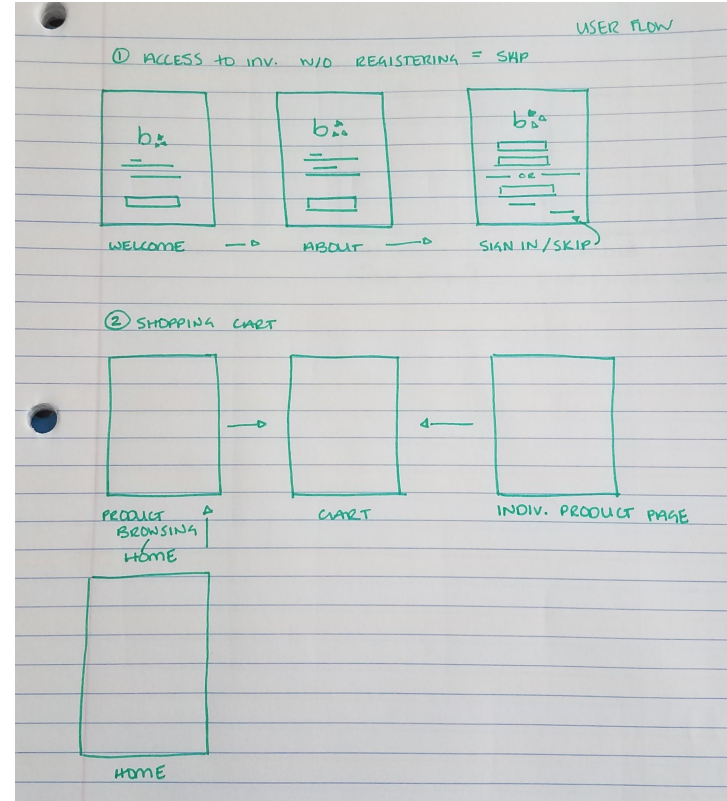 USER FLOW
① ACCESS to INV. W/O REGISTERING = SKIP
b
b
b
OR
WELCOME → ABOUT → SIGN IN/SKIP
② SHOPPING CART
PRODUCT
BROWSING
CART
INDIV. PRODUCT PAGE
HOME
HOME